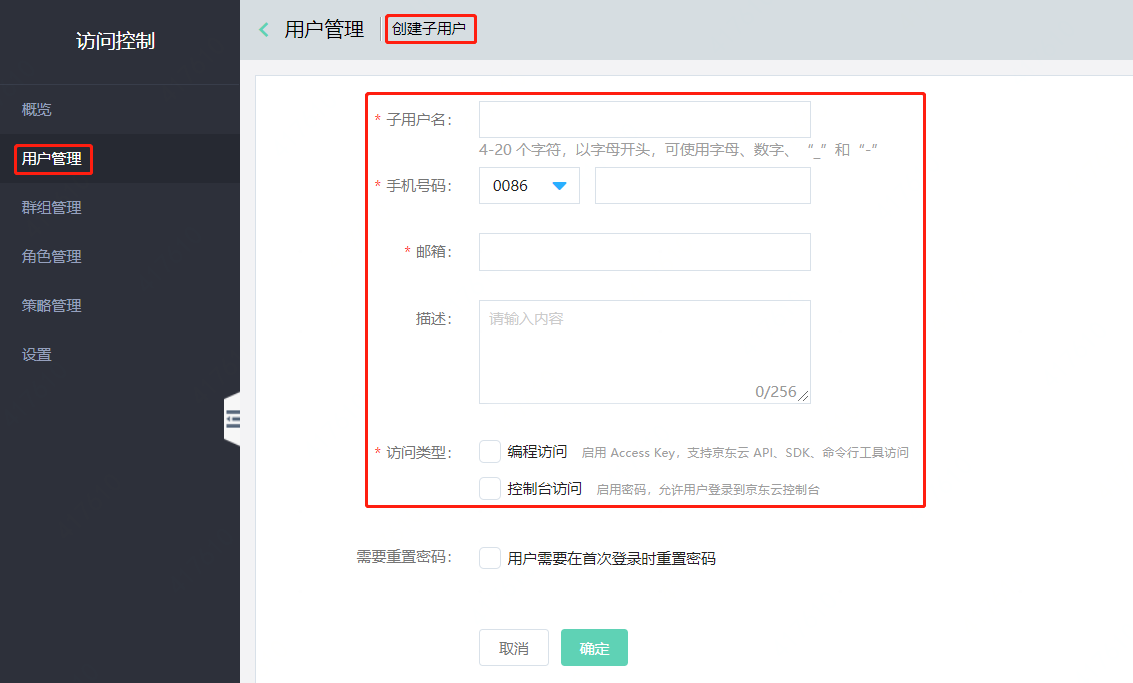 访问控制
概览
用户管理
群组管理
角色管理
策略管理
设置
用户管理 创建子用户
* 子用户名：
4-20 个字符，以字母开头，可使用字母、数字、“_”和“-”
* 手机号码： 0086
* 邮箱：
描述： 请输入内容
0/256
* 访问类型： 编程访问 启用 Access Key，支持京东云 API、SDK、命令行工具访问
控制台访问 启用密码，允许用户登录到京东云控制台
需要重置密码： 用户需要在首次登录时重置密码
取消 确定